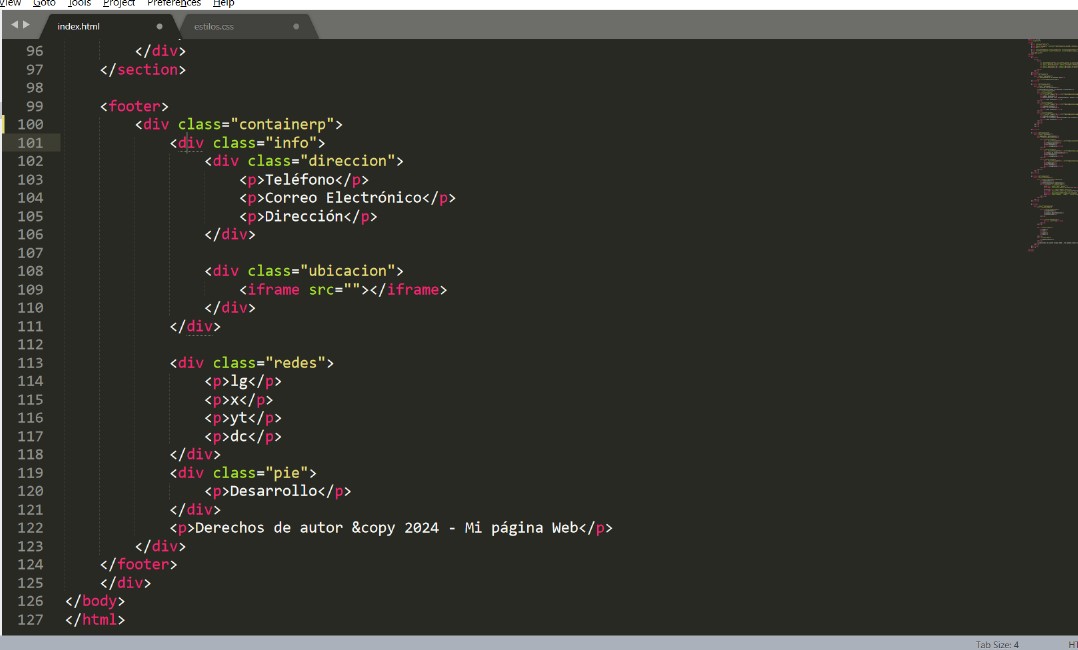 View Goto Tools Project Preferences Help
index.html estilos.css
96 </div>
97 </section>
98
99 <footer>
100 <div class="containerp">
101 <div class="info">
102 <div class="direccion">
103 <p>Teléfono</p>
104 <p>Correo Electrónico</p>
105 <p>Dirección</p>
106 </div>
107
108 <div class="ubicacion">
109 <iframe src=""></iframe>
110 </div>
111 </div>
112
113 <div class="redes">
114 <p>lg</p>
115 <p>x</p>
116 <p>yt</p>
117 <p>dc</p>
118 </div>
119 <div class="pie">
120 <p>Desarrollo</p>
121 </div>
122 <p>Derechos de autor &copy 2024 - Mi página Web</p>
123 </div>
124 </footer>
125 </div>
126 </body>
127 </html>
Tab Size: 4